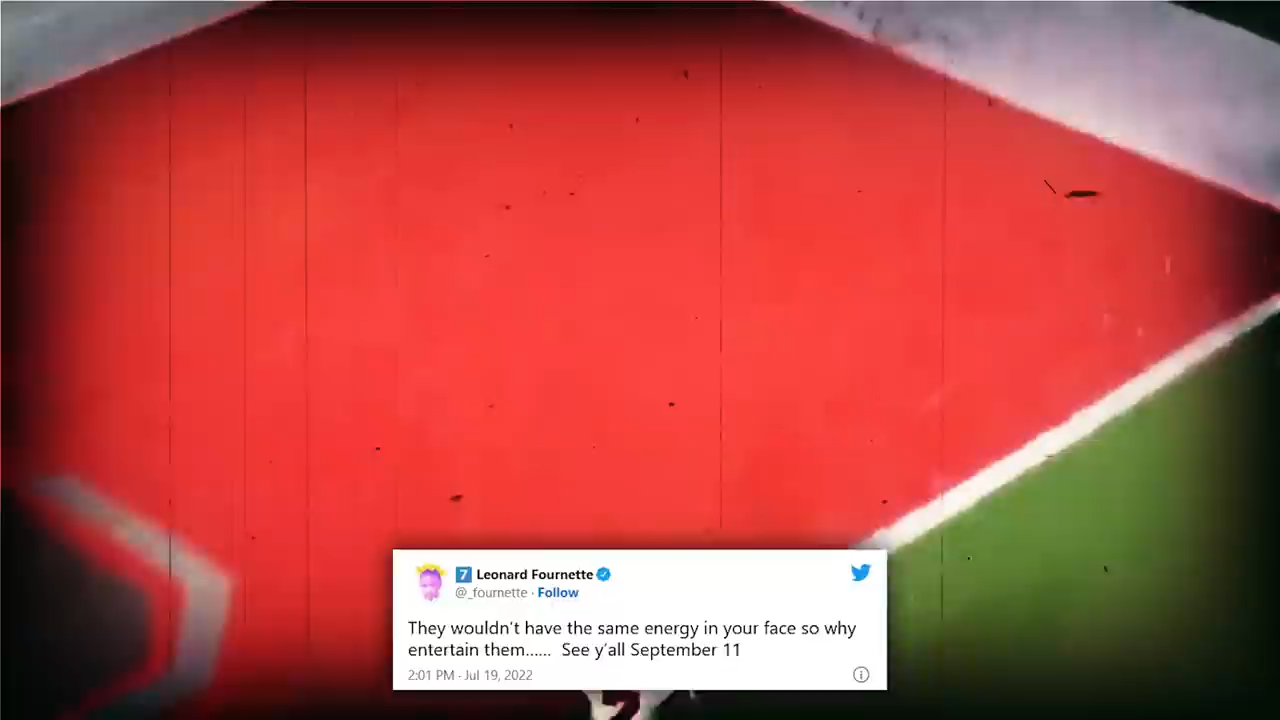 7️⃣ Leonard Fournette
@_fournette · Follow
They wouldn't have the same energy in your face so why
entertain them...... See y'all September 11
2:01 PM · Jul 19, 2022